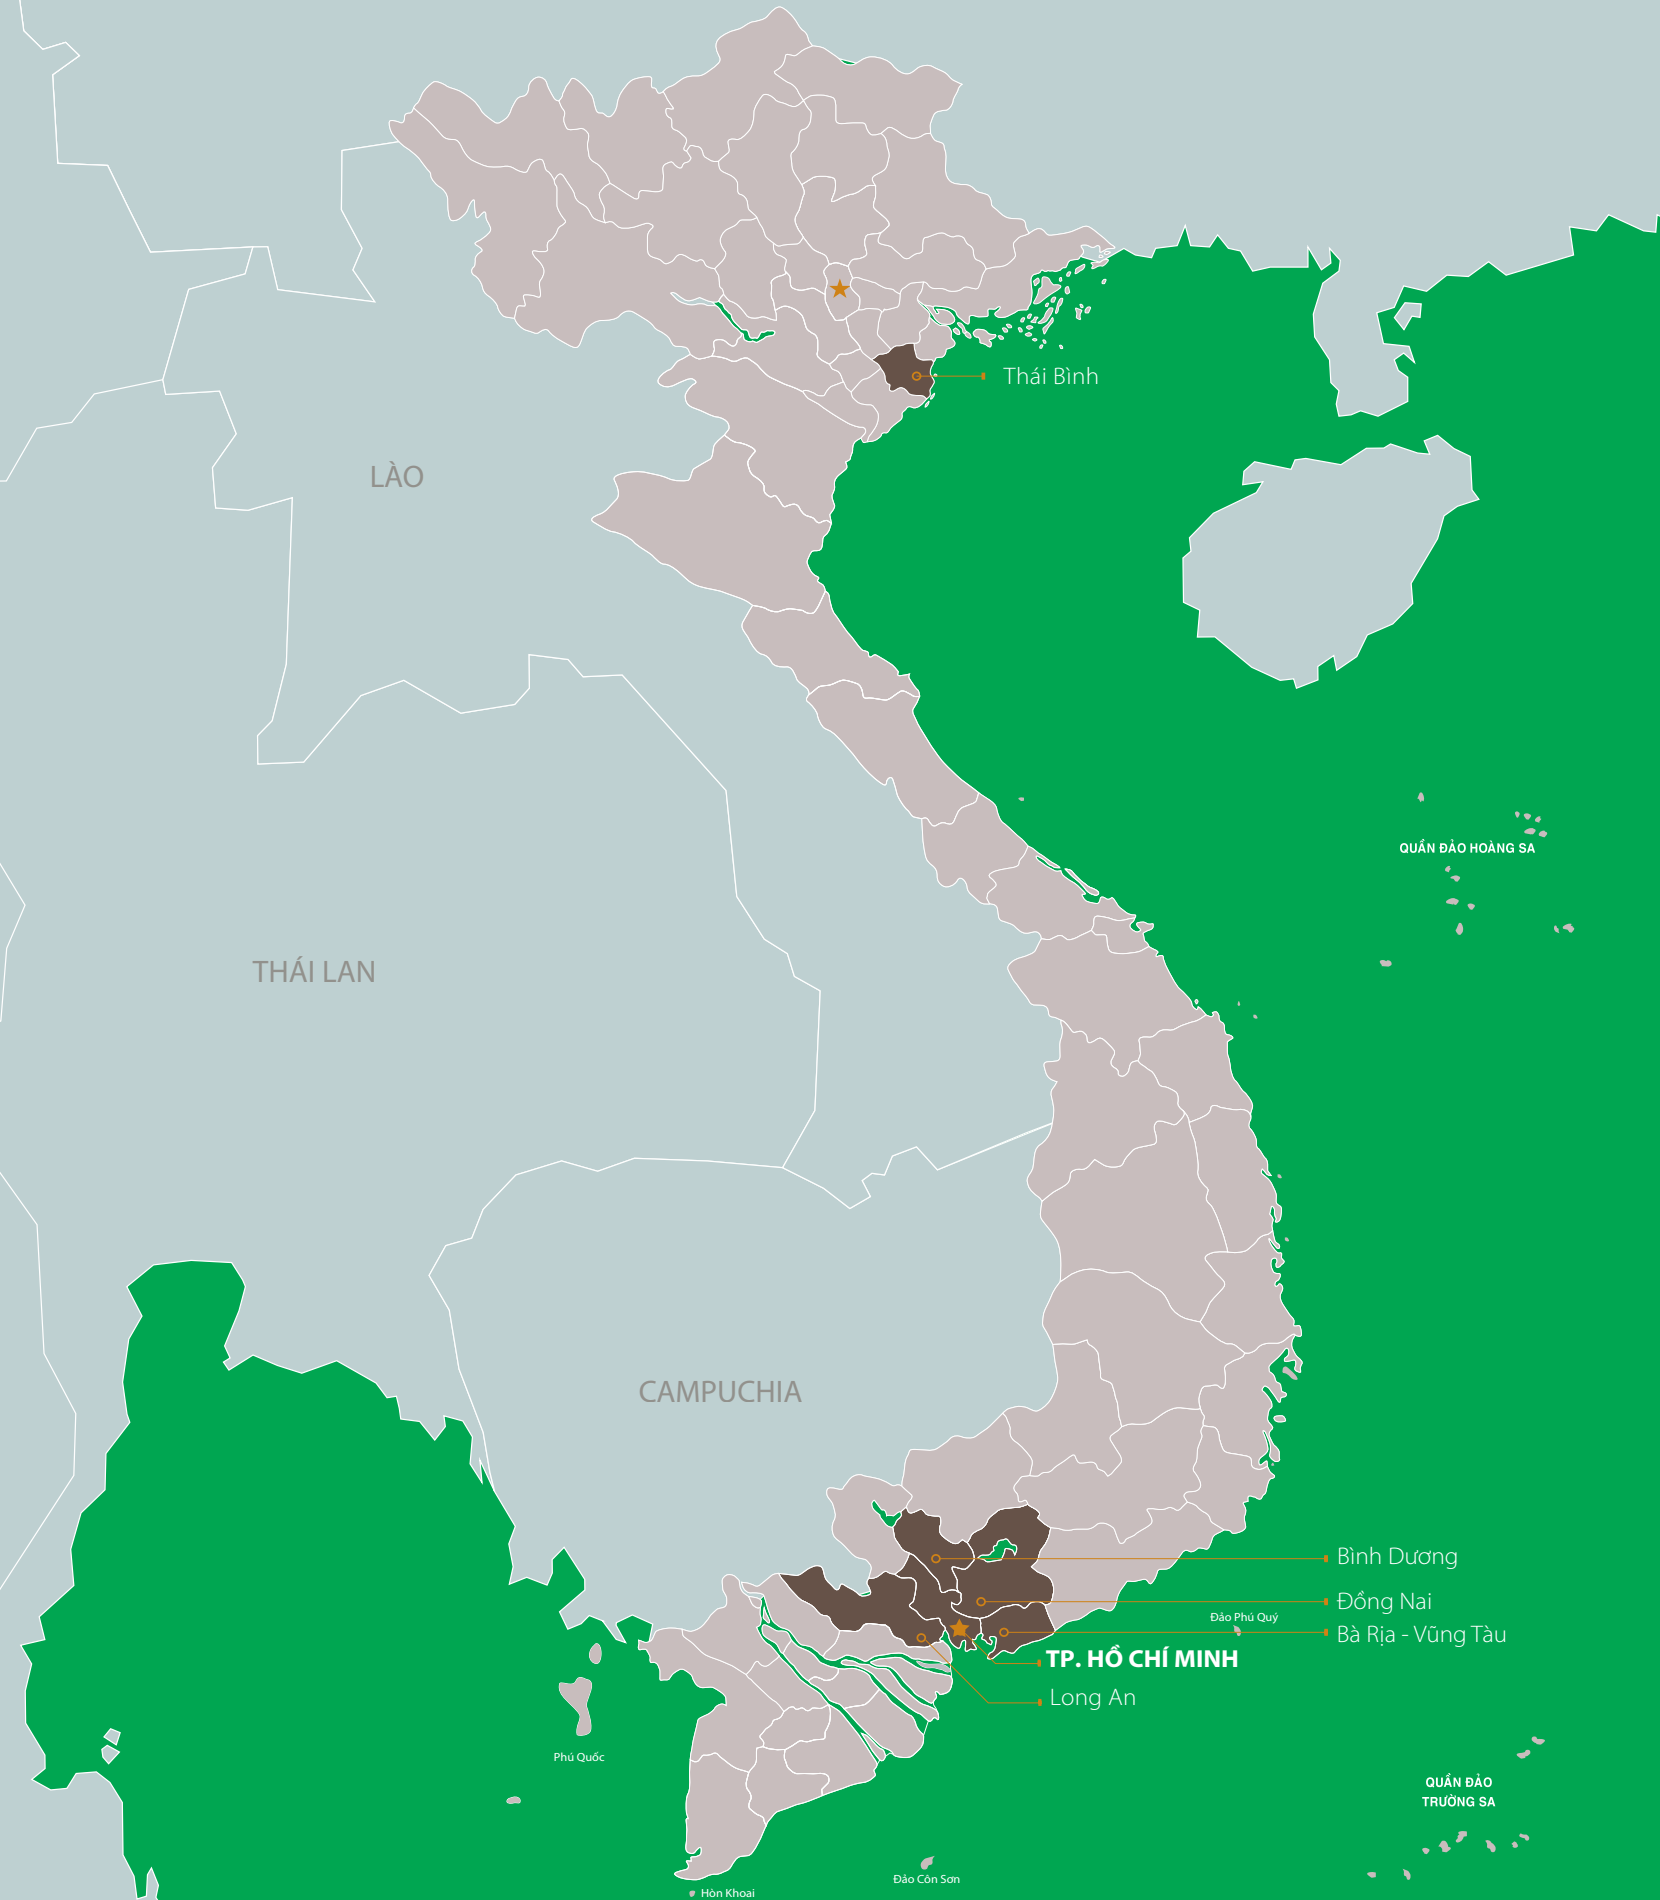 Thái Bình
LÀO
QUẦN ĐẢO HOÀNG SA
THÁI LAN
CAMPUCHIA
Bình Dương
Đồng Nai
Đảo Phú Quý
Bà Rịa - Vũng Tàu
TP. HỒ CHÍ MINH
Long An
Phú Quốc
QUẦN ĐẢO
TRƯỜNG SA
Đảo Côn Sơn
Hòn Khoai